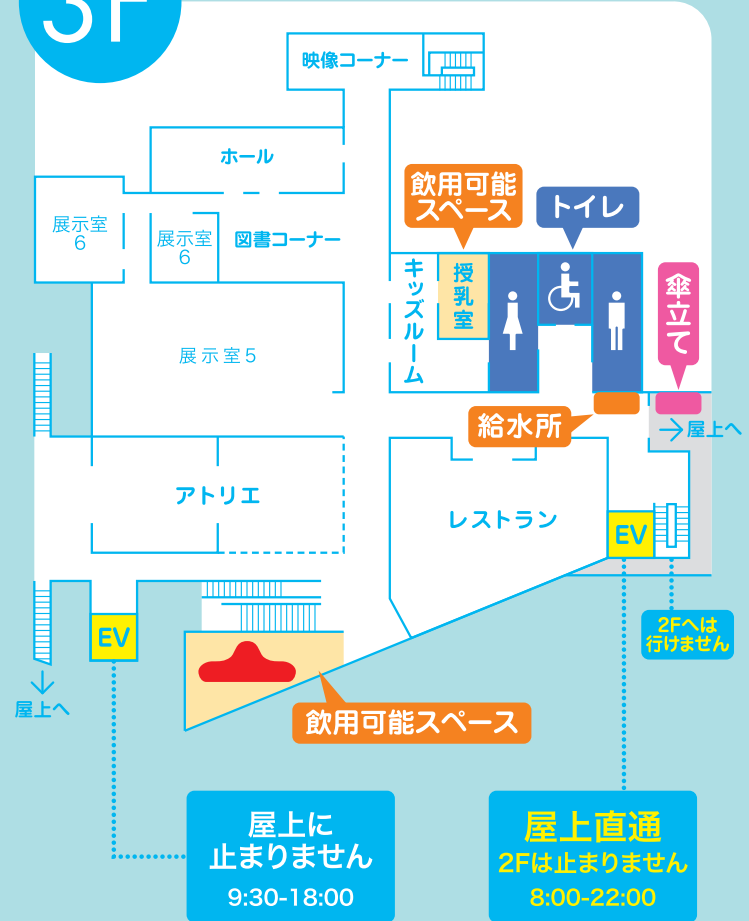 3F
映像コーナー
ホール
飲用可能
スペース
トイレ
展示室
6
展示室
6
図書コーナー
キッズルーム
授乳室
傘立て
展示室5
給水所
→屋上へ
アトリエ
レストラン
EV
EV
2Fへは
行けません
屋上へ
飲用可能スペース
屋上に
止まりません
9:30-18:00
屋上直通
2Fは止まりません
8:00-22:00